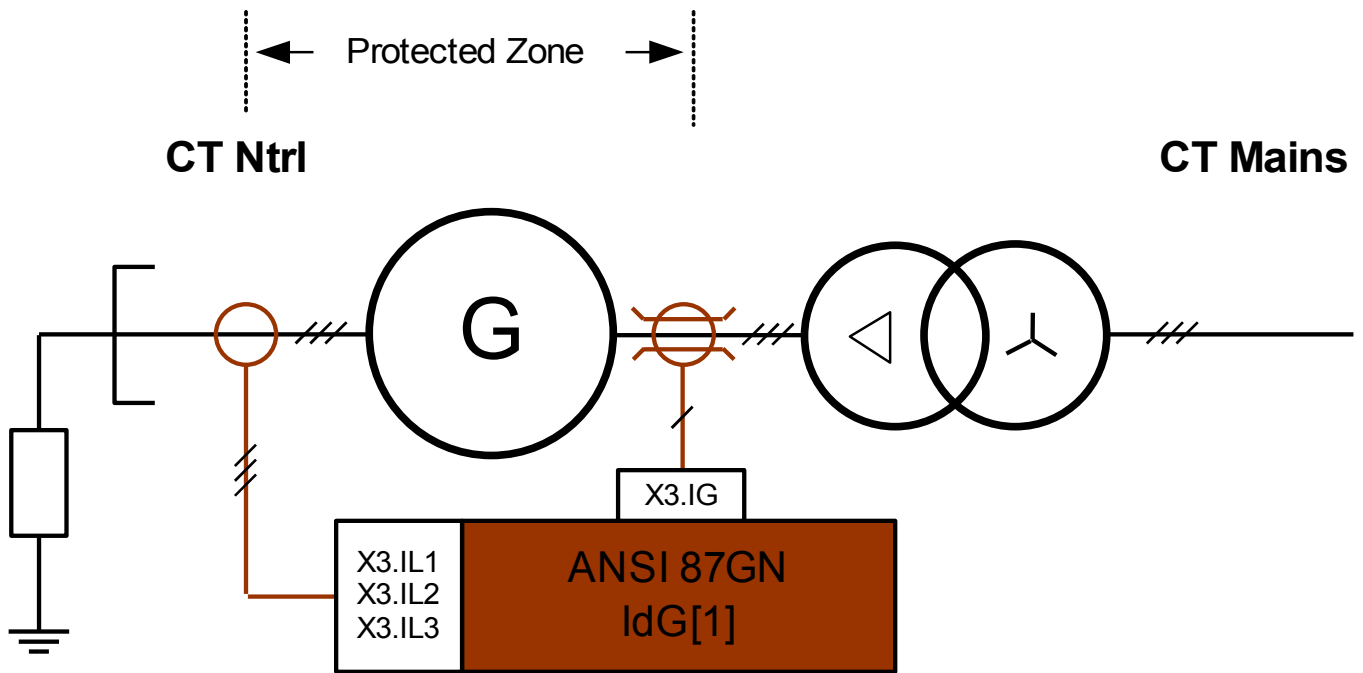 Protected Zone
CT Ntrl
CT Mains
G
X3.IG
X3.IL1
X3.IL2
X3.IL3
ANSI 87GN
IdG[1]